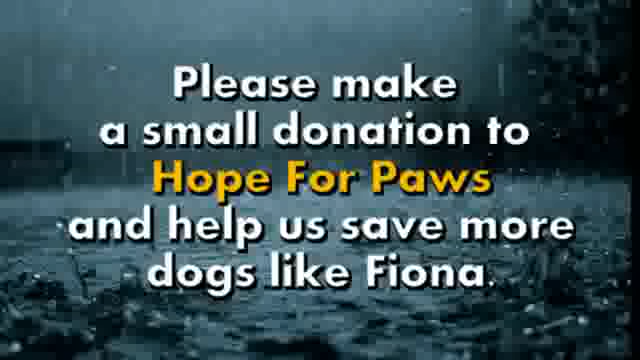 Please make
a small donation to
Hope For Paws
and help us save more
dogs like Fiona.